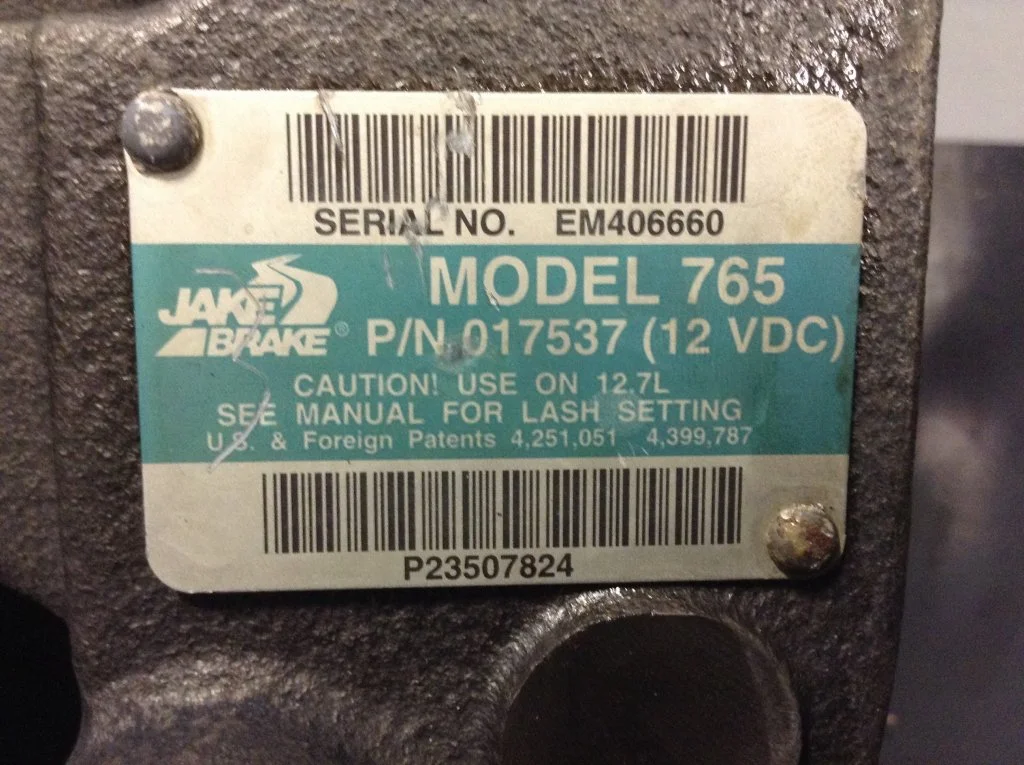 SERIAL NO. EM406660
JAKE BRAKE®
MODEL 765
P/N 017537 (12 VDC)
CAUTION! USE ON 12.7L
SEE MANUAL FOR LASH SETTING
U.S. & Foreign Patents 4,251,051 4,399,787
P23507824